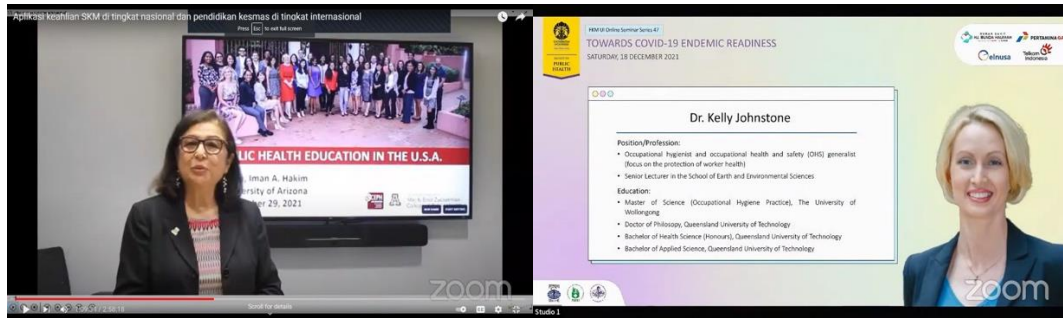 Aplikasi keahlian SKM di tingkat nasional dan pendidikan kesmas di tingkat internasional
Press Esc to exit full screen
LIC HEALTH EDUCATION IN THE U.S.A.
Iman A. Hakim
ersity of Arizona
ber 29, 2021
zoom
Scroll for details
FKM UI Online Seminar Series 47
TOWARDS COVID-19 ENDEMIC READINESS
SATURDAY, 18 DECEMBER 2021
PUBLIC
HEALTH
PERTAMINA
elnusa
Telkom
Indonesia
Dr. Kelly Johnstone
Position/Profession:
• Occupational hygienist and occupational health and safety (OHS) generalist
(focus on the protection of worker health)
• Senior Lecturer in the School of Earth and Environmental Sciences
Education:
• Master of Science (Occupational Hygiene Practice), The University of
Wollongong
• Doctor of Philosopy, Queensland University of Technology
• Bachelor of Health Science (Honours), Queensland University of Technology
• Bachelor of Applied Science, Queensland University of Technology
zoom
Studio 1